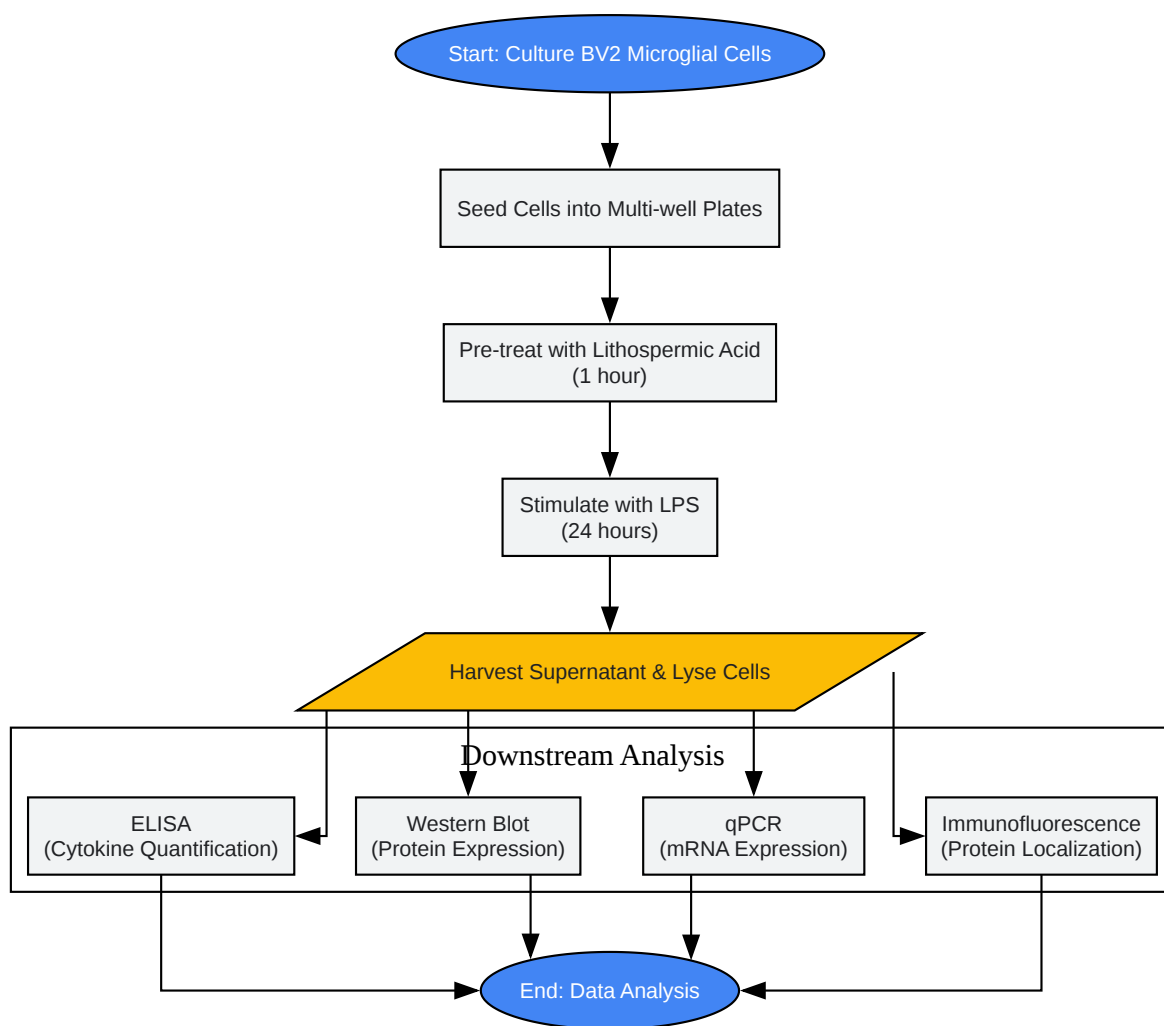 Start: Culture BV2 Microglial Cells
Seed Cells into Multi-well Plates
Pre-treat with Lithospermic Acid
(1 hour)
Stimulate with LPS
(24 hours)
Harvest Supernatant & Lyse Cells
Downstream Analysis
ELISA
(Cytokine Quantification)
Western Blot
(Protein Expression)
qPCR
(mRNA Expression)
Immunofluorescence
(Protein Localization)
End: Data Analysis